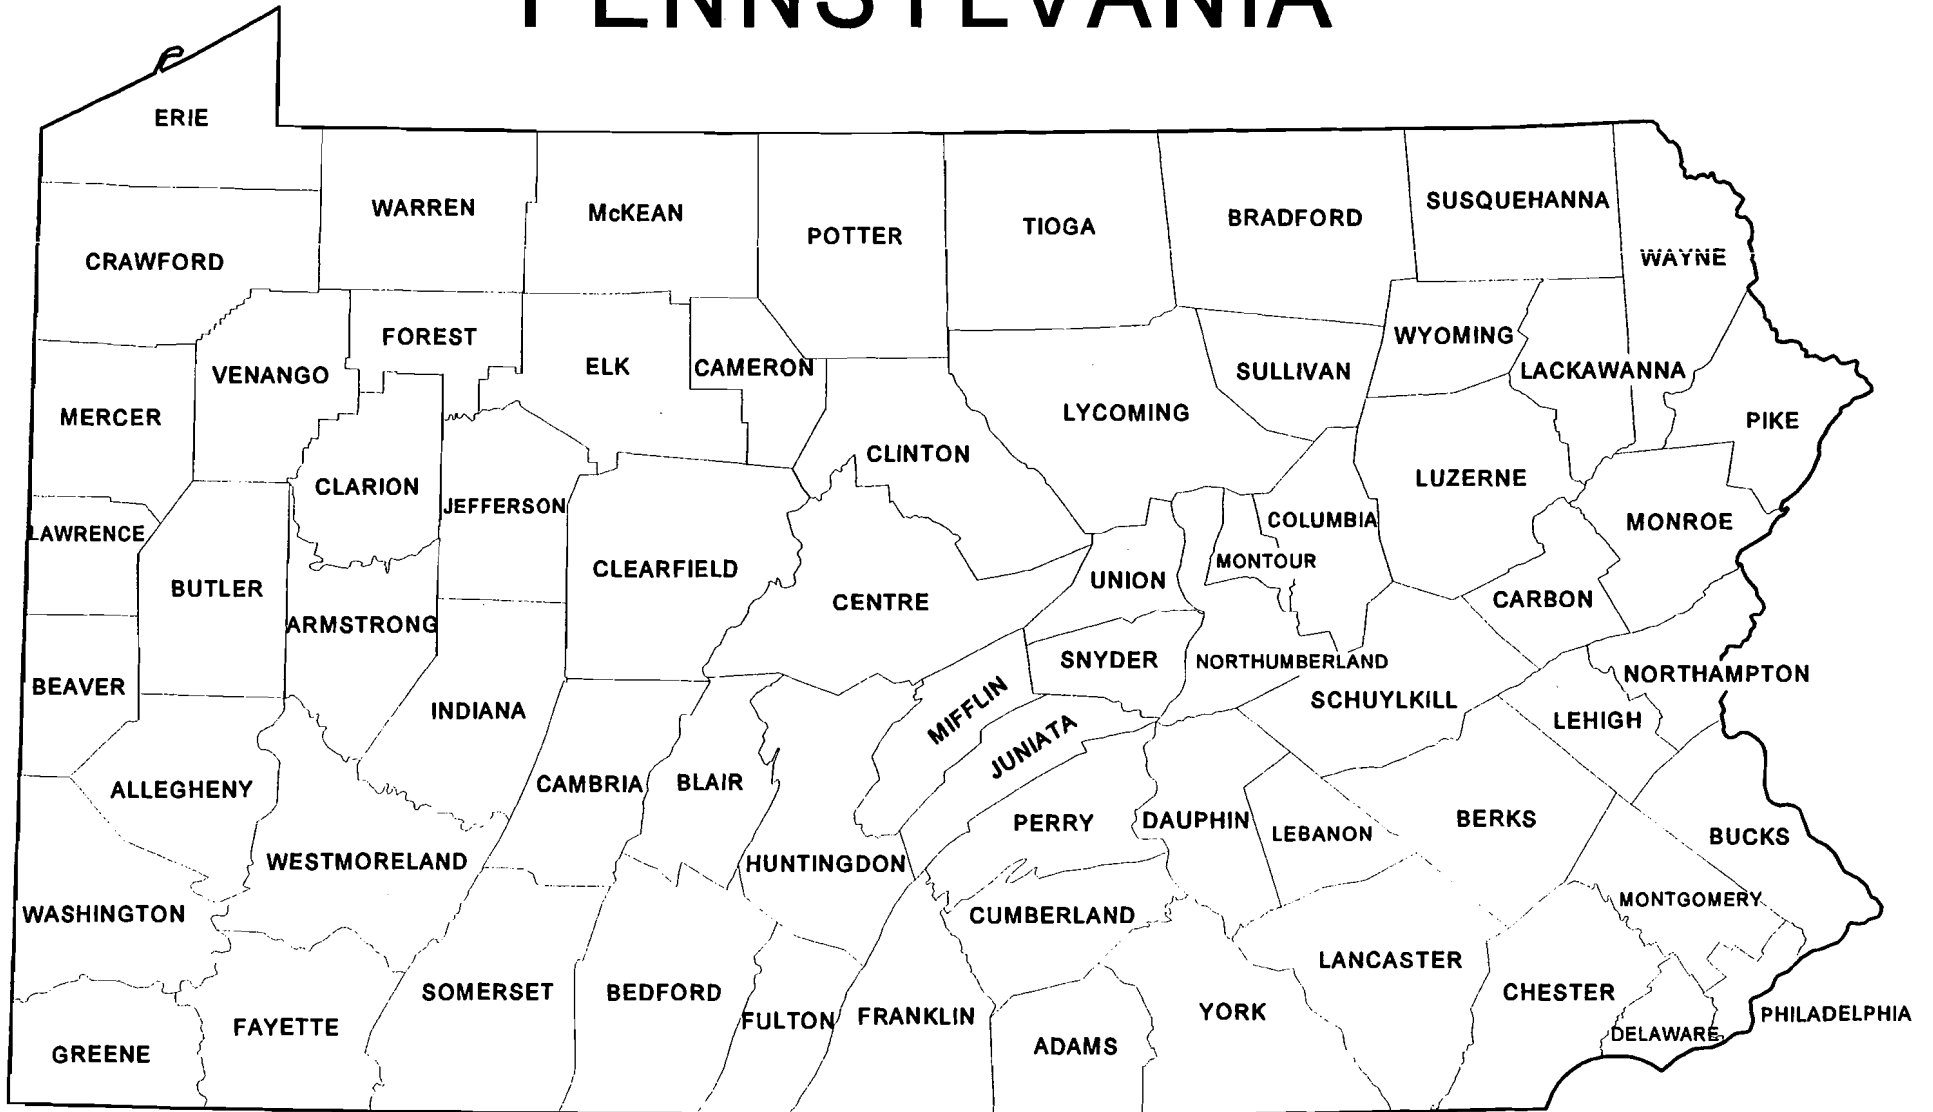 PENNSYLVANIA
ERIE
WARREN
McKEAN
POTTER
TIOGA
BRADFORD
SUSQUEHANNA
WAYNE
CRAWFORD
FOREST
VENANGO
ELK
CAMERON
SULLIVAN
WYOMING
LACKAWANNA
MERCER
LYCOMING
PIKE
CLINTON
CLARION
JEFFERSON
LUZERNE
LAWRENCE
COLUMBIA
MONROE
BUTLER
CLEARFIELD
CENTRE
UNION
MONTOUR
CARBON
ARMSTRONG
BEAVER
INDIANA
MIFFLIN
SNYDER
NORTHUMBERLAND
SCHUYLKILL
NORTHAMPTON
LEHIGH
JUNIATA
ALLEGHENY
CAMBRIA
BLAIR
PERRY
DAUPHIN
LEBANON
BERKS
BUCKS
WESTMORELAND
HUNTINGDON
WASHINGTON
CUMBERLAND
MONTGOMERY
SOMERSET
BEDFORD
FULTON
FRANKLIN
YORK
LANCASTER
CHESTER
PHILADELPHIA
DELAWARE
GREENE
FAYETTE
ADAMS